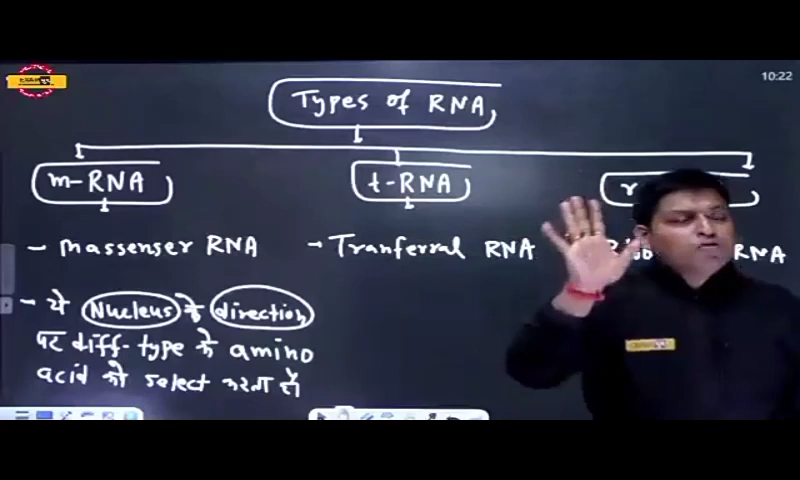 10:22
Types of RNA
m-RNA
t-RNA
r
- Massenser RNA
- Tranferral RNA
RNA
- ये Nucleus के direction
पर diff-type के amino
acid को select करता है